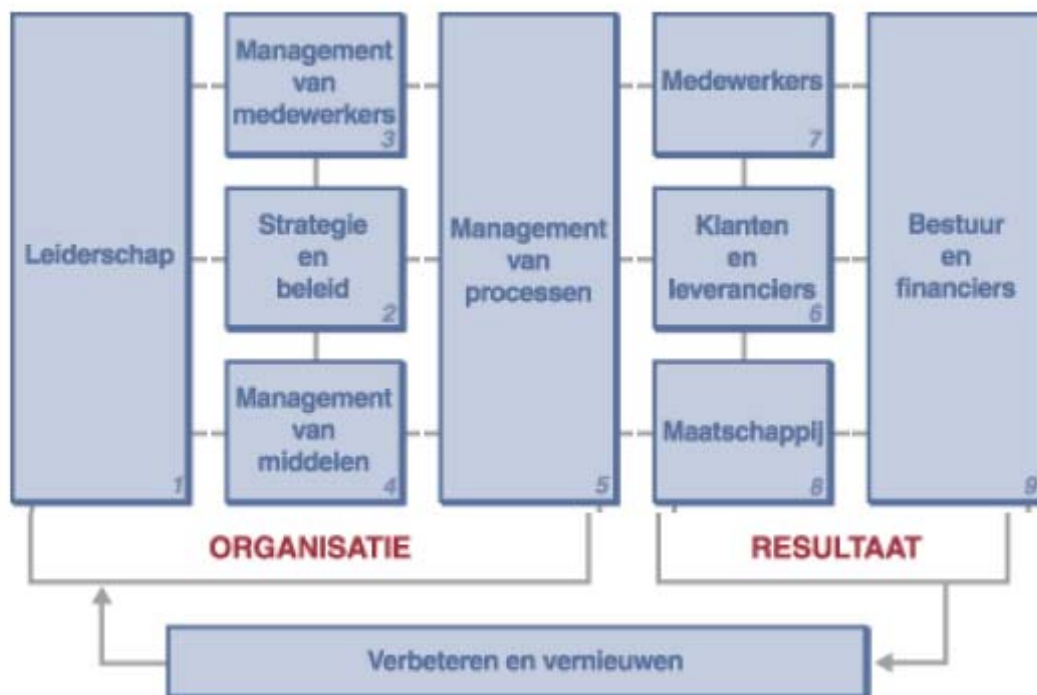 Leiderschap
1
Management
van
medewerkers
3
Strategie
en
beleid
2
Management
van
middelen
4
Management
van
processen
5
Medewerkers
7
Klanten
en
leveranciers
6
Maatschappij
8
Bestuur
en
financiers
9
ORGANISATIE
RESULTAAT
Verbeteren en vernieuwen